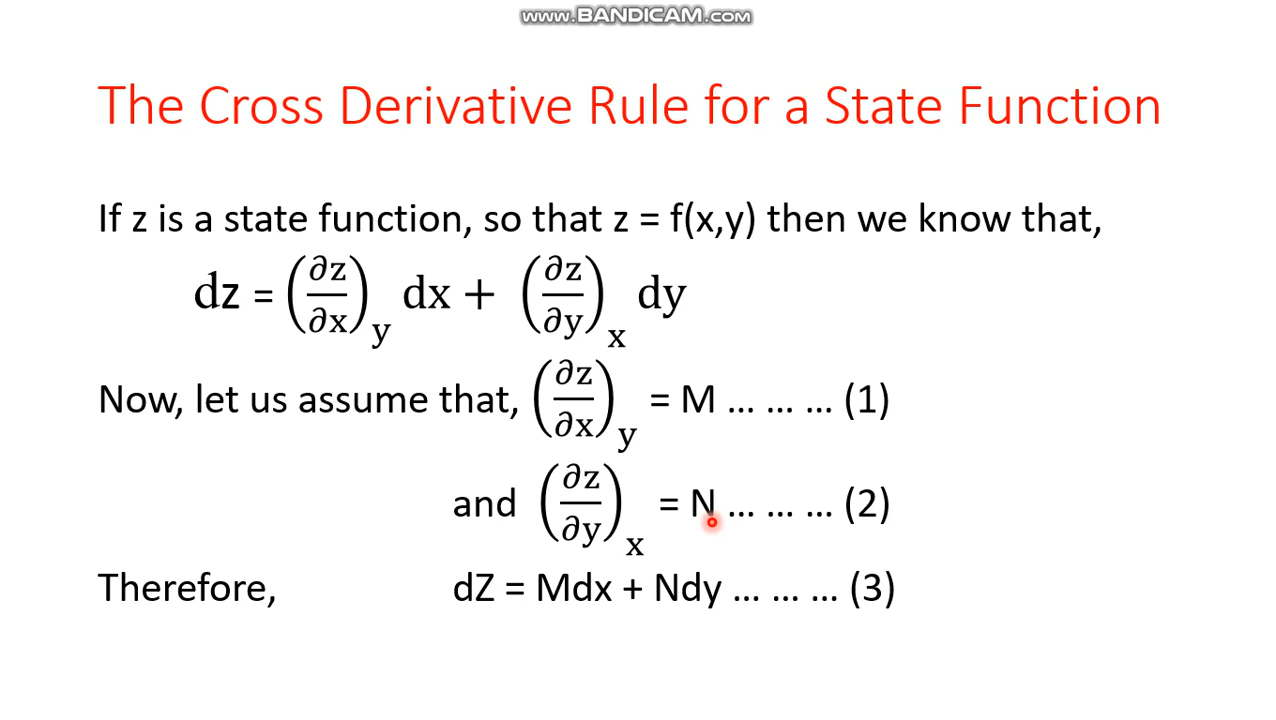 www.BANDICAM.com
The Cross Derivative Rule for a State Function
If z is a state function, so that z = f(x,y) then we know that,
dz = (∂z/∂x)_y dx + (∂z/∂y)_x dy
Now, let us assume that, (∂z/∂x)_y = M … … … (1)
and (∂z/∂y)_x = N … … … (2)
Therefore, dZ = Mdx + Ndy … … … (3)